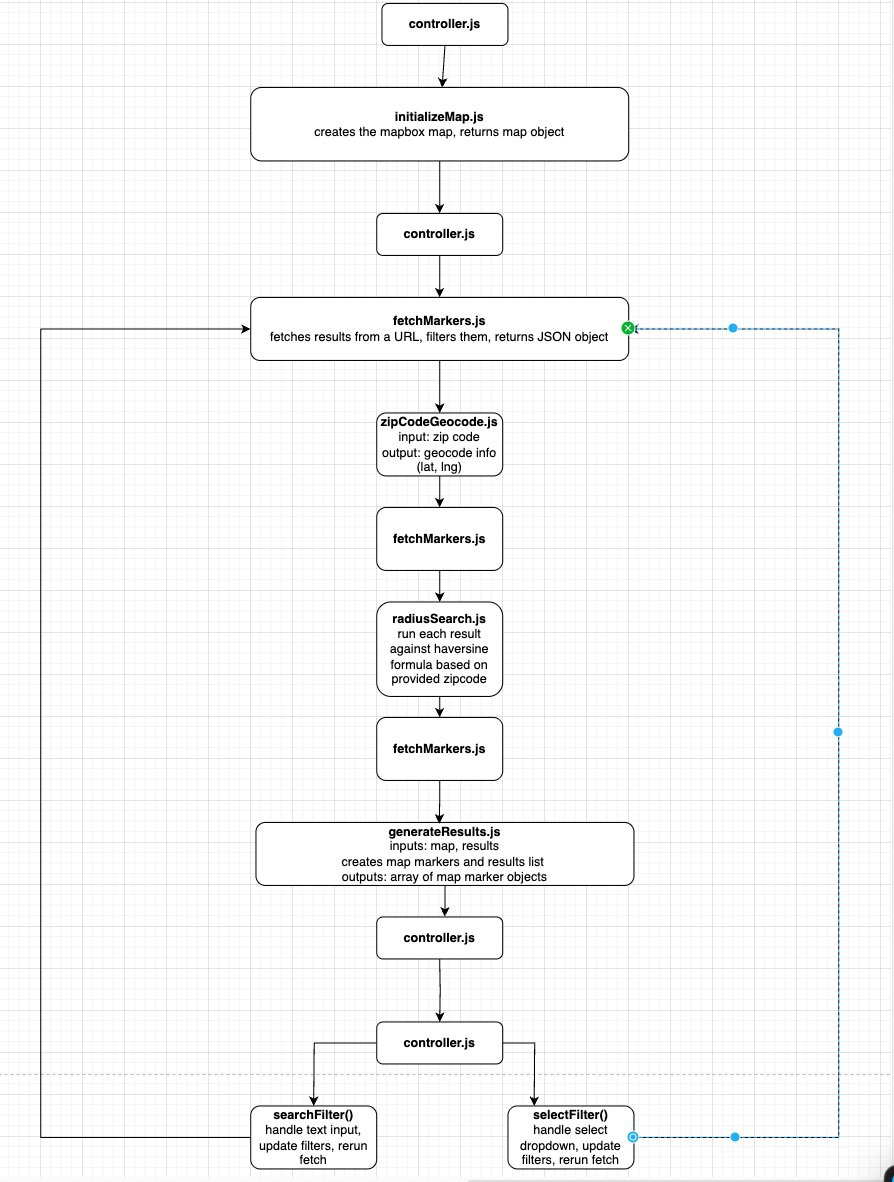 controller.js
initializeMap.js
creates the mapbox map, returns map object
controller.js
fetchMarkers.js
fetches results from a URL, filters them, returns JSON object
zipCodeGeocode.js
input: zip code
output: geocode info
(lat, lng)
fetchMarkers.js
radiusSearch.js
run each result
against haversine
formula based on
provided zipcode
fetchMarkers.js
generateResults.js
inputs: map, results
creates map markers and results list
outputs: array of map marker objects
controller.js
controller.js
searchFilter()
handle text input,
update filters, rerun
fetch
selectFilter()
handle select
dropdown, update
filters, rerun fetch